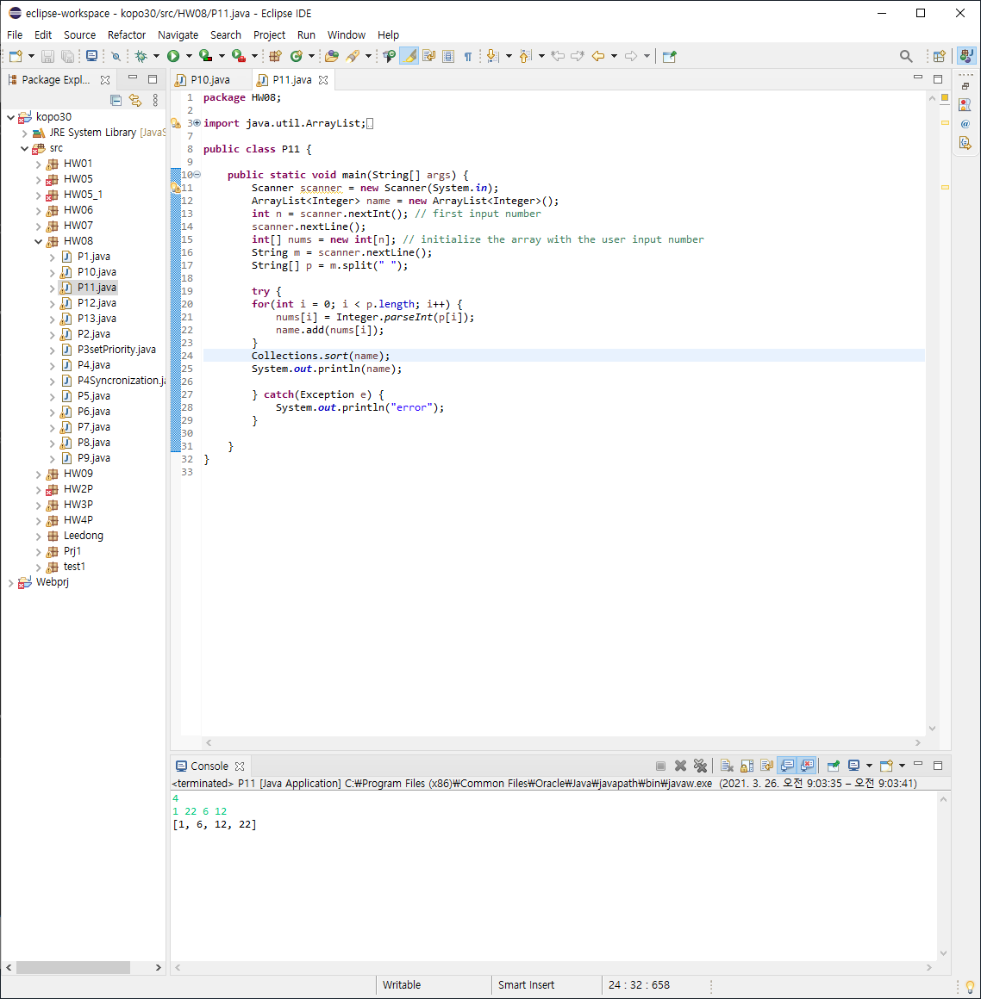 eclipse-workspace - kopo30/src/HW08/P11.java - Eclipse IDE
File Edit Source Refactor Navigate Search Project Run Window Help
Package Expl...
kopo30
JRE System Library [JavaS
src
HW01
HW05
HW05_1
HW06
HW07
HW08
P1.java
P10.java
P11.java
P12.java
P13.java
P2.java
P3setPriority.java
P4.java
P4Syncronization.ja
P5.java
P6.java
P7.java
P8.java
P9.java
HW09
HW2P
HW3P
HW4P
Leedong
Prj1
test1
Webprj
P10.java P11.java
1 package HW08;
2
3 import java.util.ArrayList;
7
8 public class P11 {
9
10 public static void main(String[] args) {
11 Scanner scanner = new Scanner(System.in);
12 ArrayList<Integer> name = new ArrayList<Integer>();
13 int n = scanner.nextInt(); // first input number
14 scanner.nextLine();
15 int[] nums = new int[n]; // initialize the array with the user input number
16 String m = scanner.nextLine();
17 String[] p = m.split(" ");
18
19 try {
20 for(int i = 0; i < p.length; i++) {
21 nums[i] = Integer.parseInt(p[i]);
22 name.add(nums[i]);
23 }
24 Collections.sort(name);
25 System.out.println(name);
26
27 } catch(Exception e) {
28 System.out.println("error");
29 }
30
31 }
32 }
33
Console
<terminated> P11 [Java Application] C:₩Program Files (x86)₩Common Files₩Oracle₩Java₩javapath₩bin₩javaw.exe (2021. 3. 26. 오전 9:03:35 – 오전 9:03:41)
4
1 22 6 12
[1, 6, 12, 22]
Writable Smart Insert 24 : 32 : 658